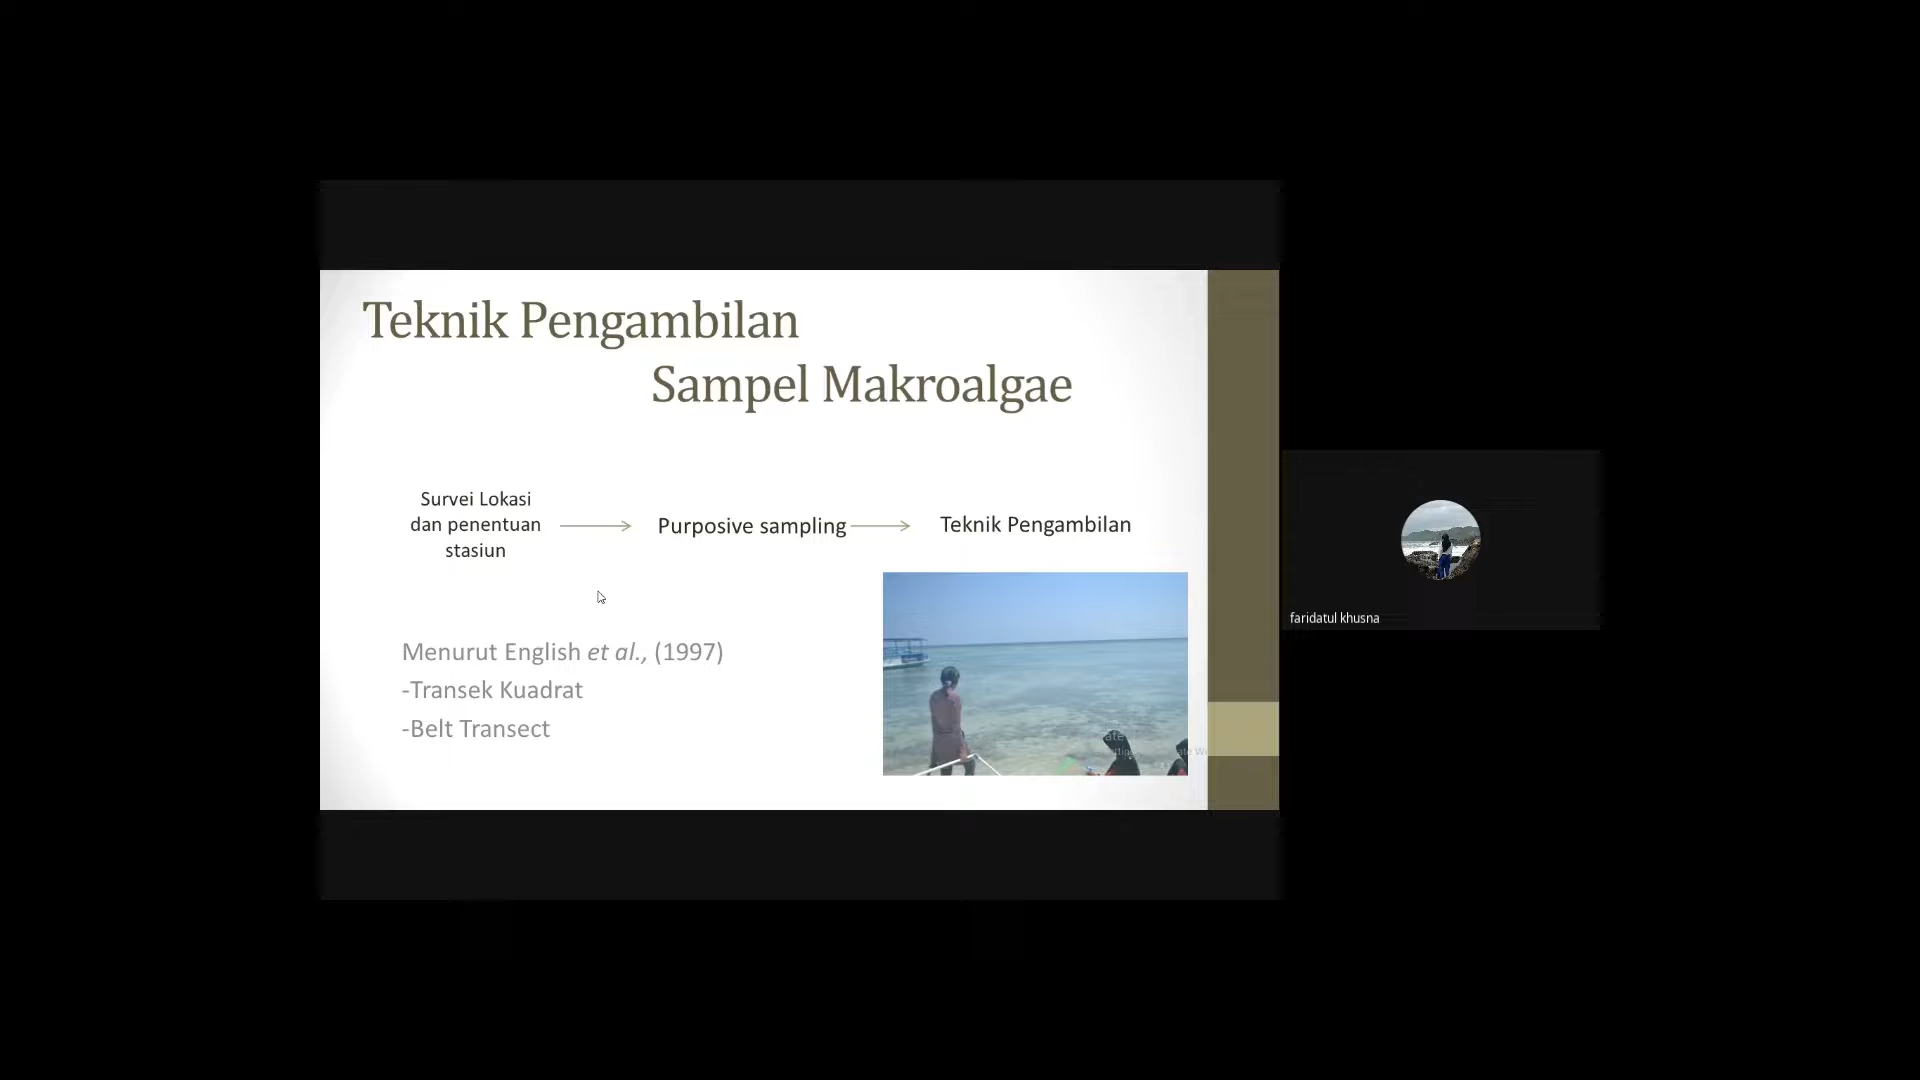 Teknik Pengambilan
Sampel Makroalgae
Survei Lokasi
dan penentuan
stasiun
Purposive sampling
Teknik Pengambilan
Menurut English et al., (1997)
-Transek Kuadrat
-Belt Transect
faridatul khusna